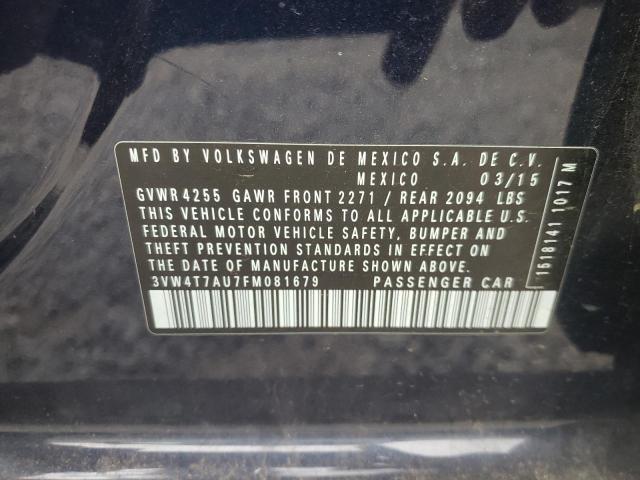 MFD BY VOLKSWAGEN DE MEXICO S.A. DE C.V.
MEXICO 03/15
GVWR 4255 GAWR FRONT 2271 / REAR 2094 LBS
THIS VEHICLE CONFORMS TO ALL APPLICABLE U.S.
FEDERAL MOTOR VEHICLE SAFETY, BUMPER AND
THEFT PREVENTION STANDARDS IN EFFECT ON
THE DATE OF MANUFACTURE SHOWN ABOVE.
3VW4T7AU7FM081679 PASSENGER CAR
1518141 1017 M